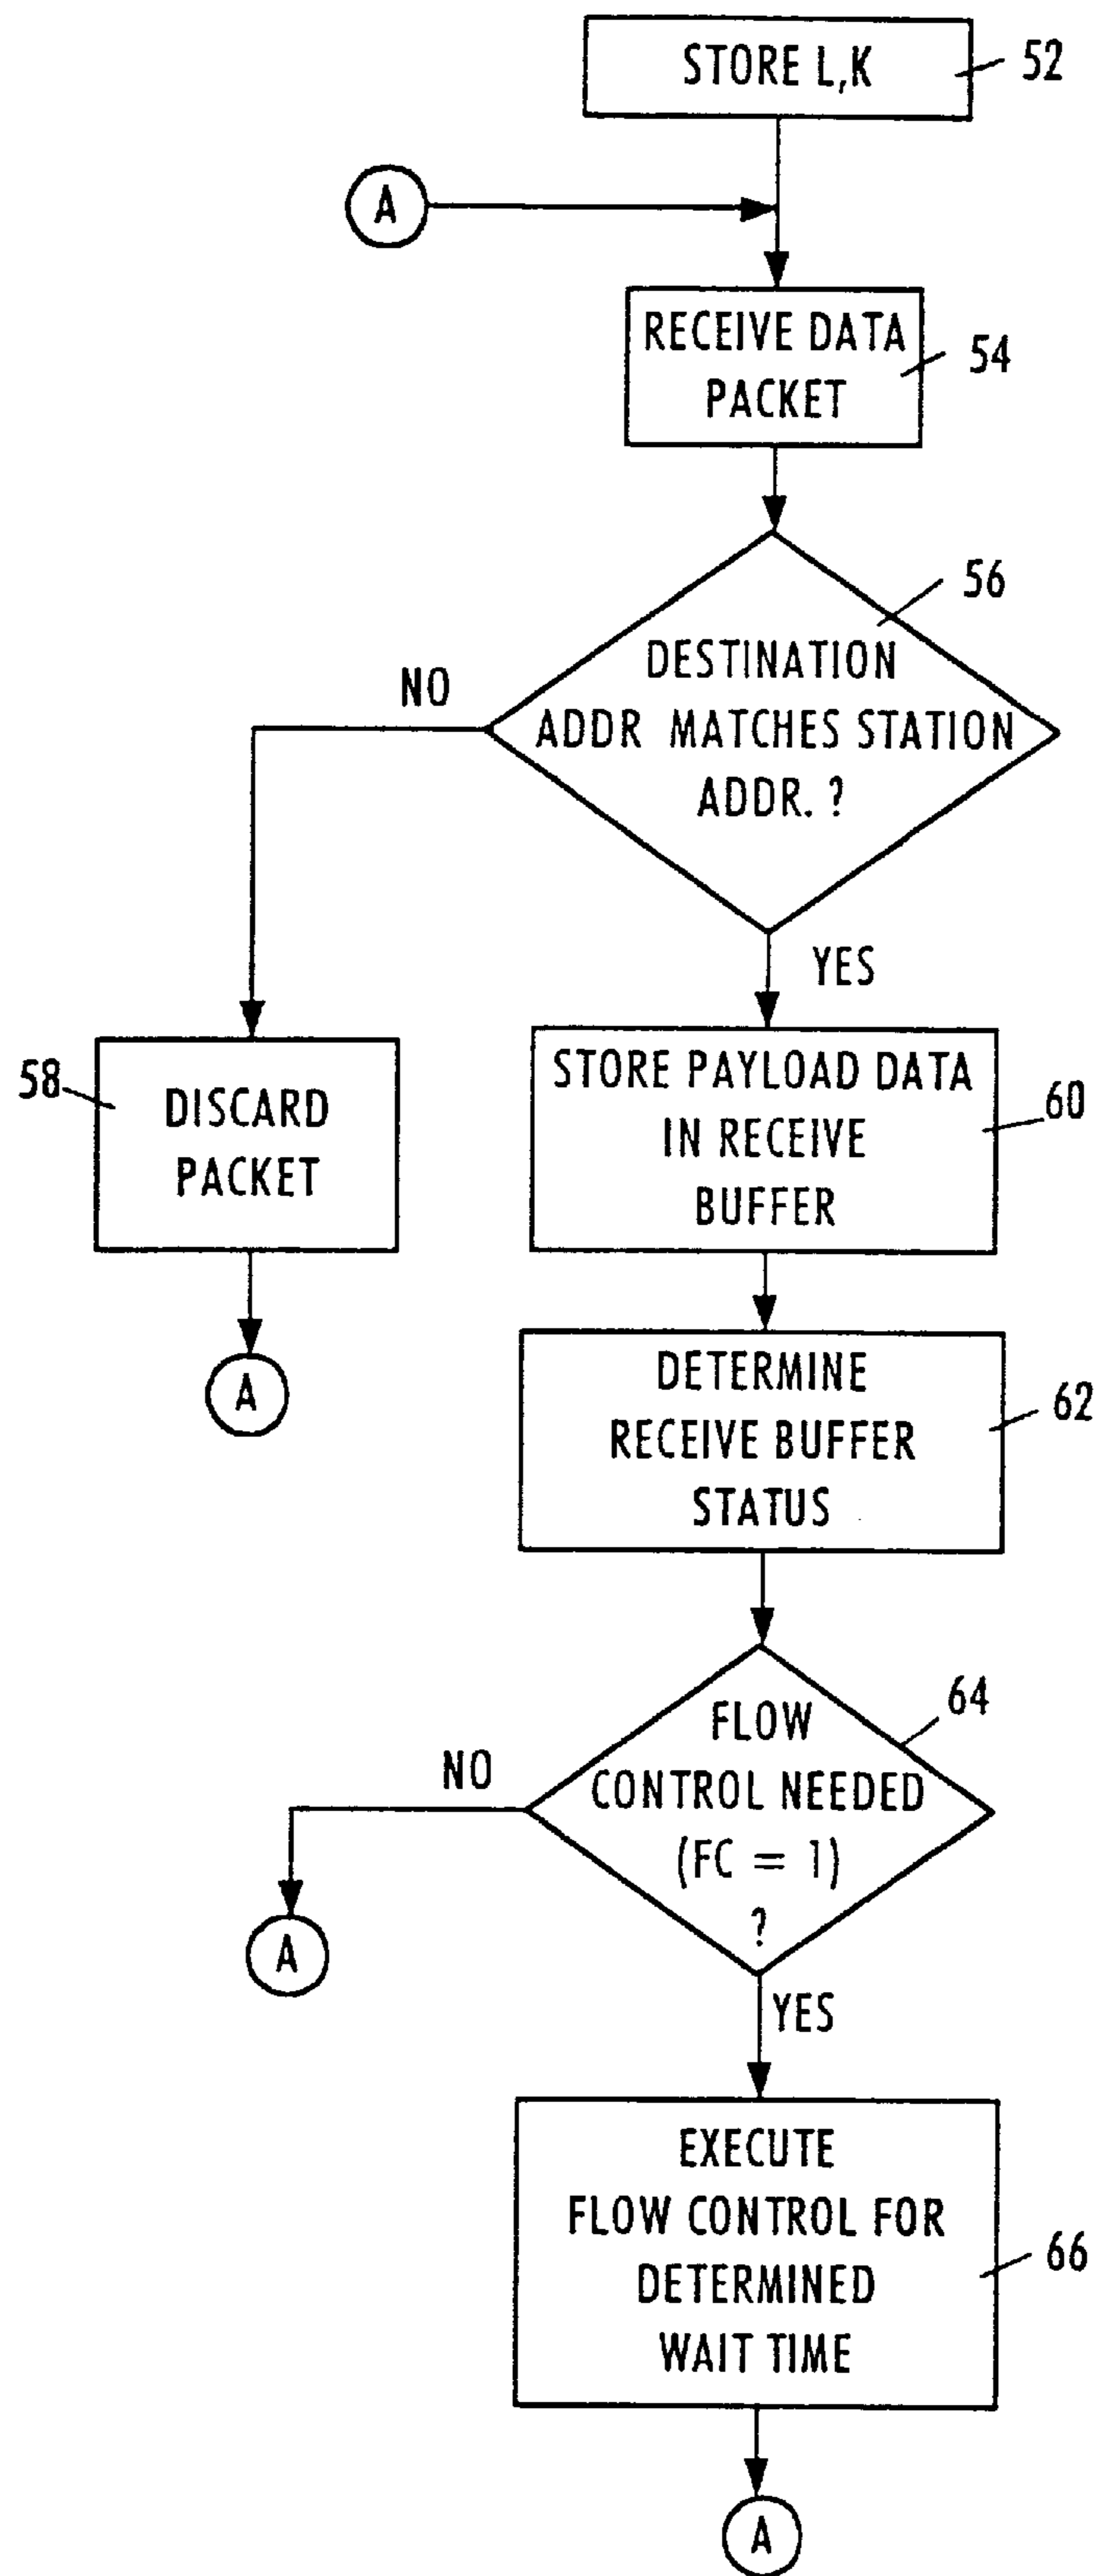 STORE L,K
52
A
RECEIVE DATA
PACKET
54
56
DESTINATION
ADDR MATCHES STATION
ADDR. ?
NO
YES
58
DISCARD
PACKET
A
STORE PAYLOAD DATA
IN RECEIVE
BUFFER
60
DETERMINE
RECEIVE BUFFER
STATUS
62
64
FLOW
CONTROL NEEDED
(FC = 1)
?
NO
A
YES
EXECUTE
FLOW CONTROL FOR
DETERMINED
WAIT TIME
66
A